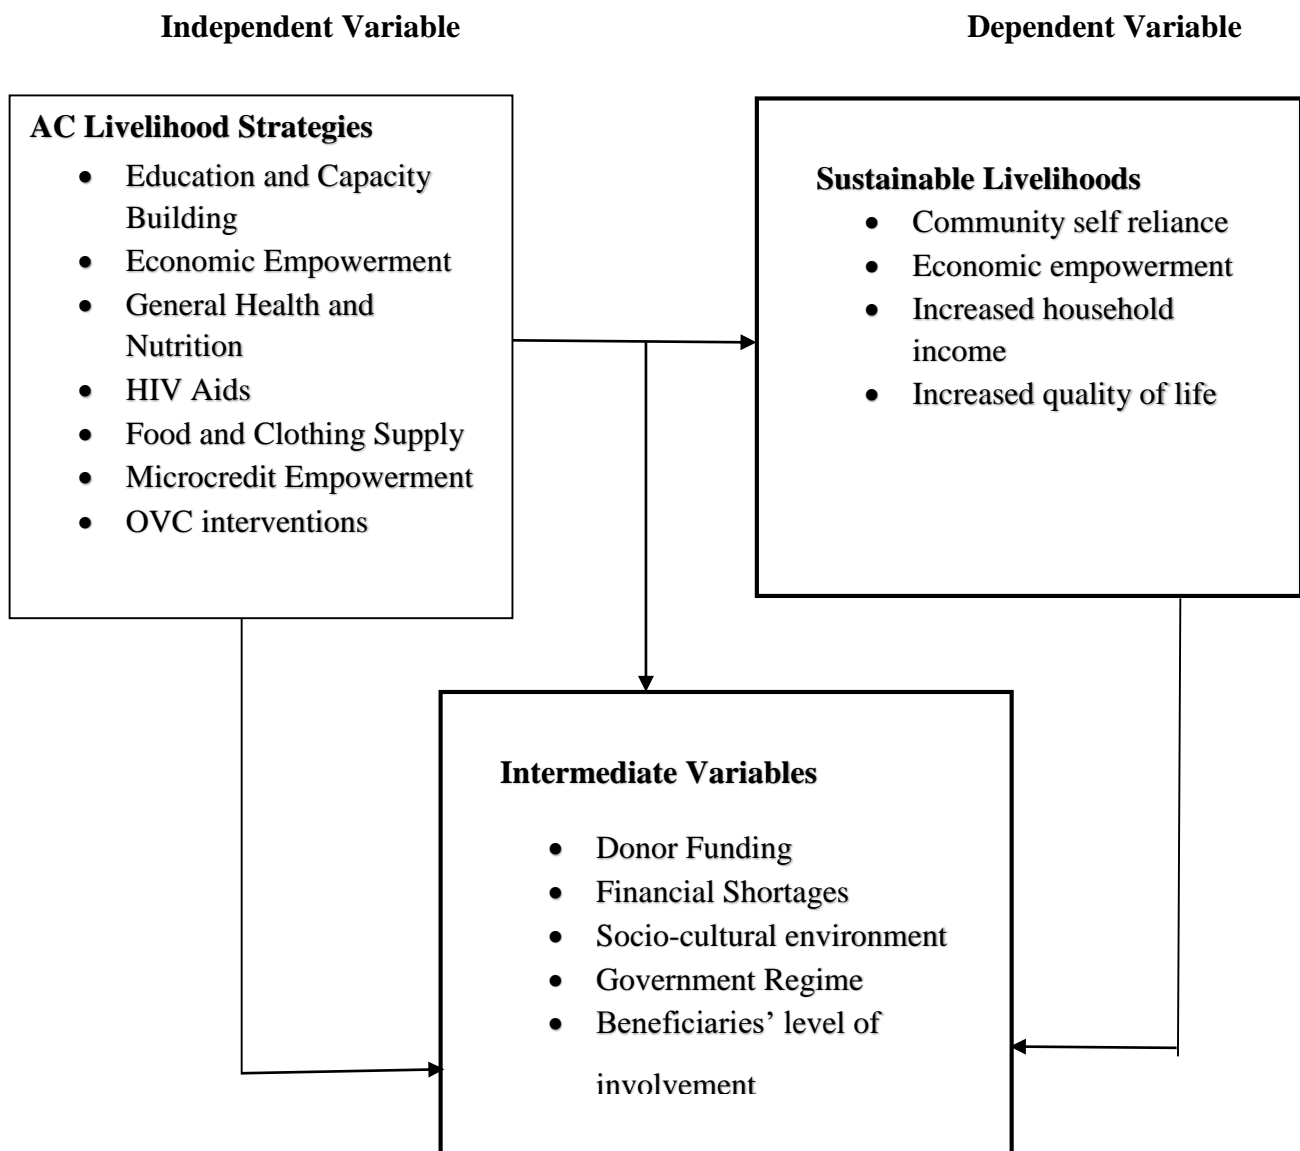 Independent Variable
Dependent Variable
AC Livelihood Strategies
• Education and Capacity
Building
• Economic Empowerment
• General Health and
Nutrition
• HIV Aids
• Food and Clothing Supply
• Microcredit Empowerment
• OVC interventions
Sustainable Livelihoods
• Community self reliance
• Economic empowerment
• Increased household
income
• Increased quality of life
Intermediate Variables
• Donor Funding
• Financial Shortages
• Socio-cultural environment
• Government Regime
• Beneficiaries’ level of
involvement